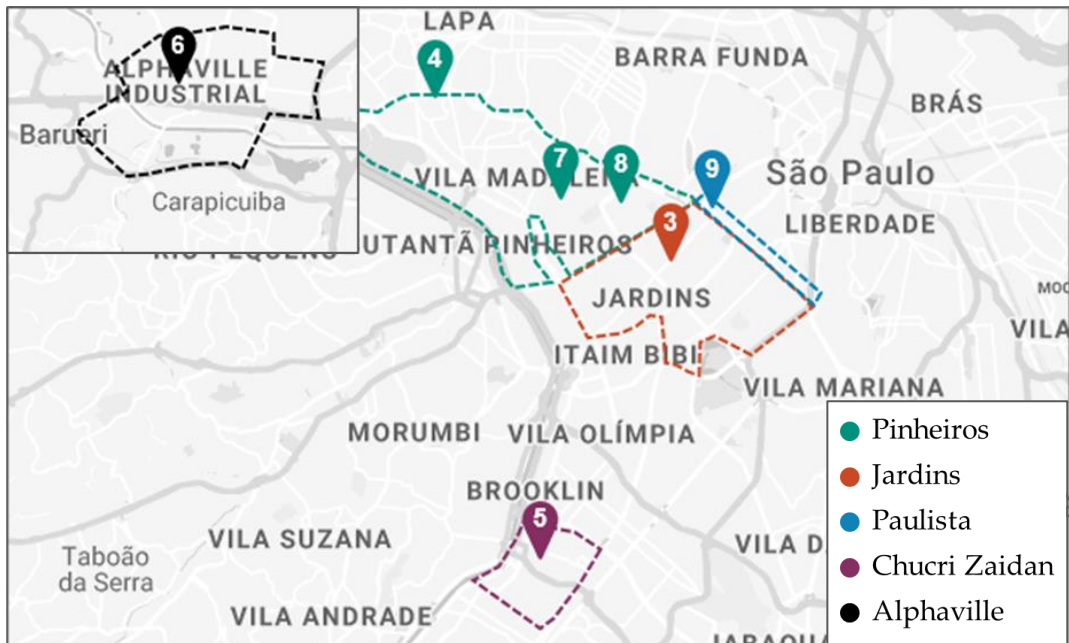 LAPA
6
4
BARRA FUNDA
ALPHAVILLE
INDUSTRIAL
BRÁS
Barueri
7
8
9
VILA MADALENA
São Paulo
Carapicuiba
3
LIBERDADE
UTANTÃ
PINHEIROS
RIO PEQUENO
JARDINS
MOO
VILA
ITAIM BIBI
VILA MARIANA
MORUMBI
VILA OLÍMPIA
Pinheiros
Jardins
BROOKLIN
5
Paulista
VILA SUZANA
VILA D
Taboão
da Serra
Chucri Zaidan
VILA ANDRADE
Alphaville